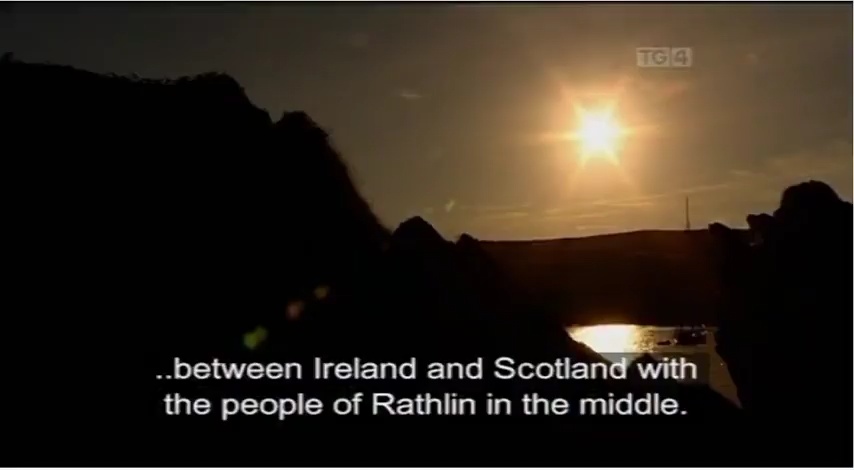 TG4
..between Ireland and Scotland with
the people of Rathlin in the middle.